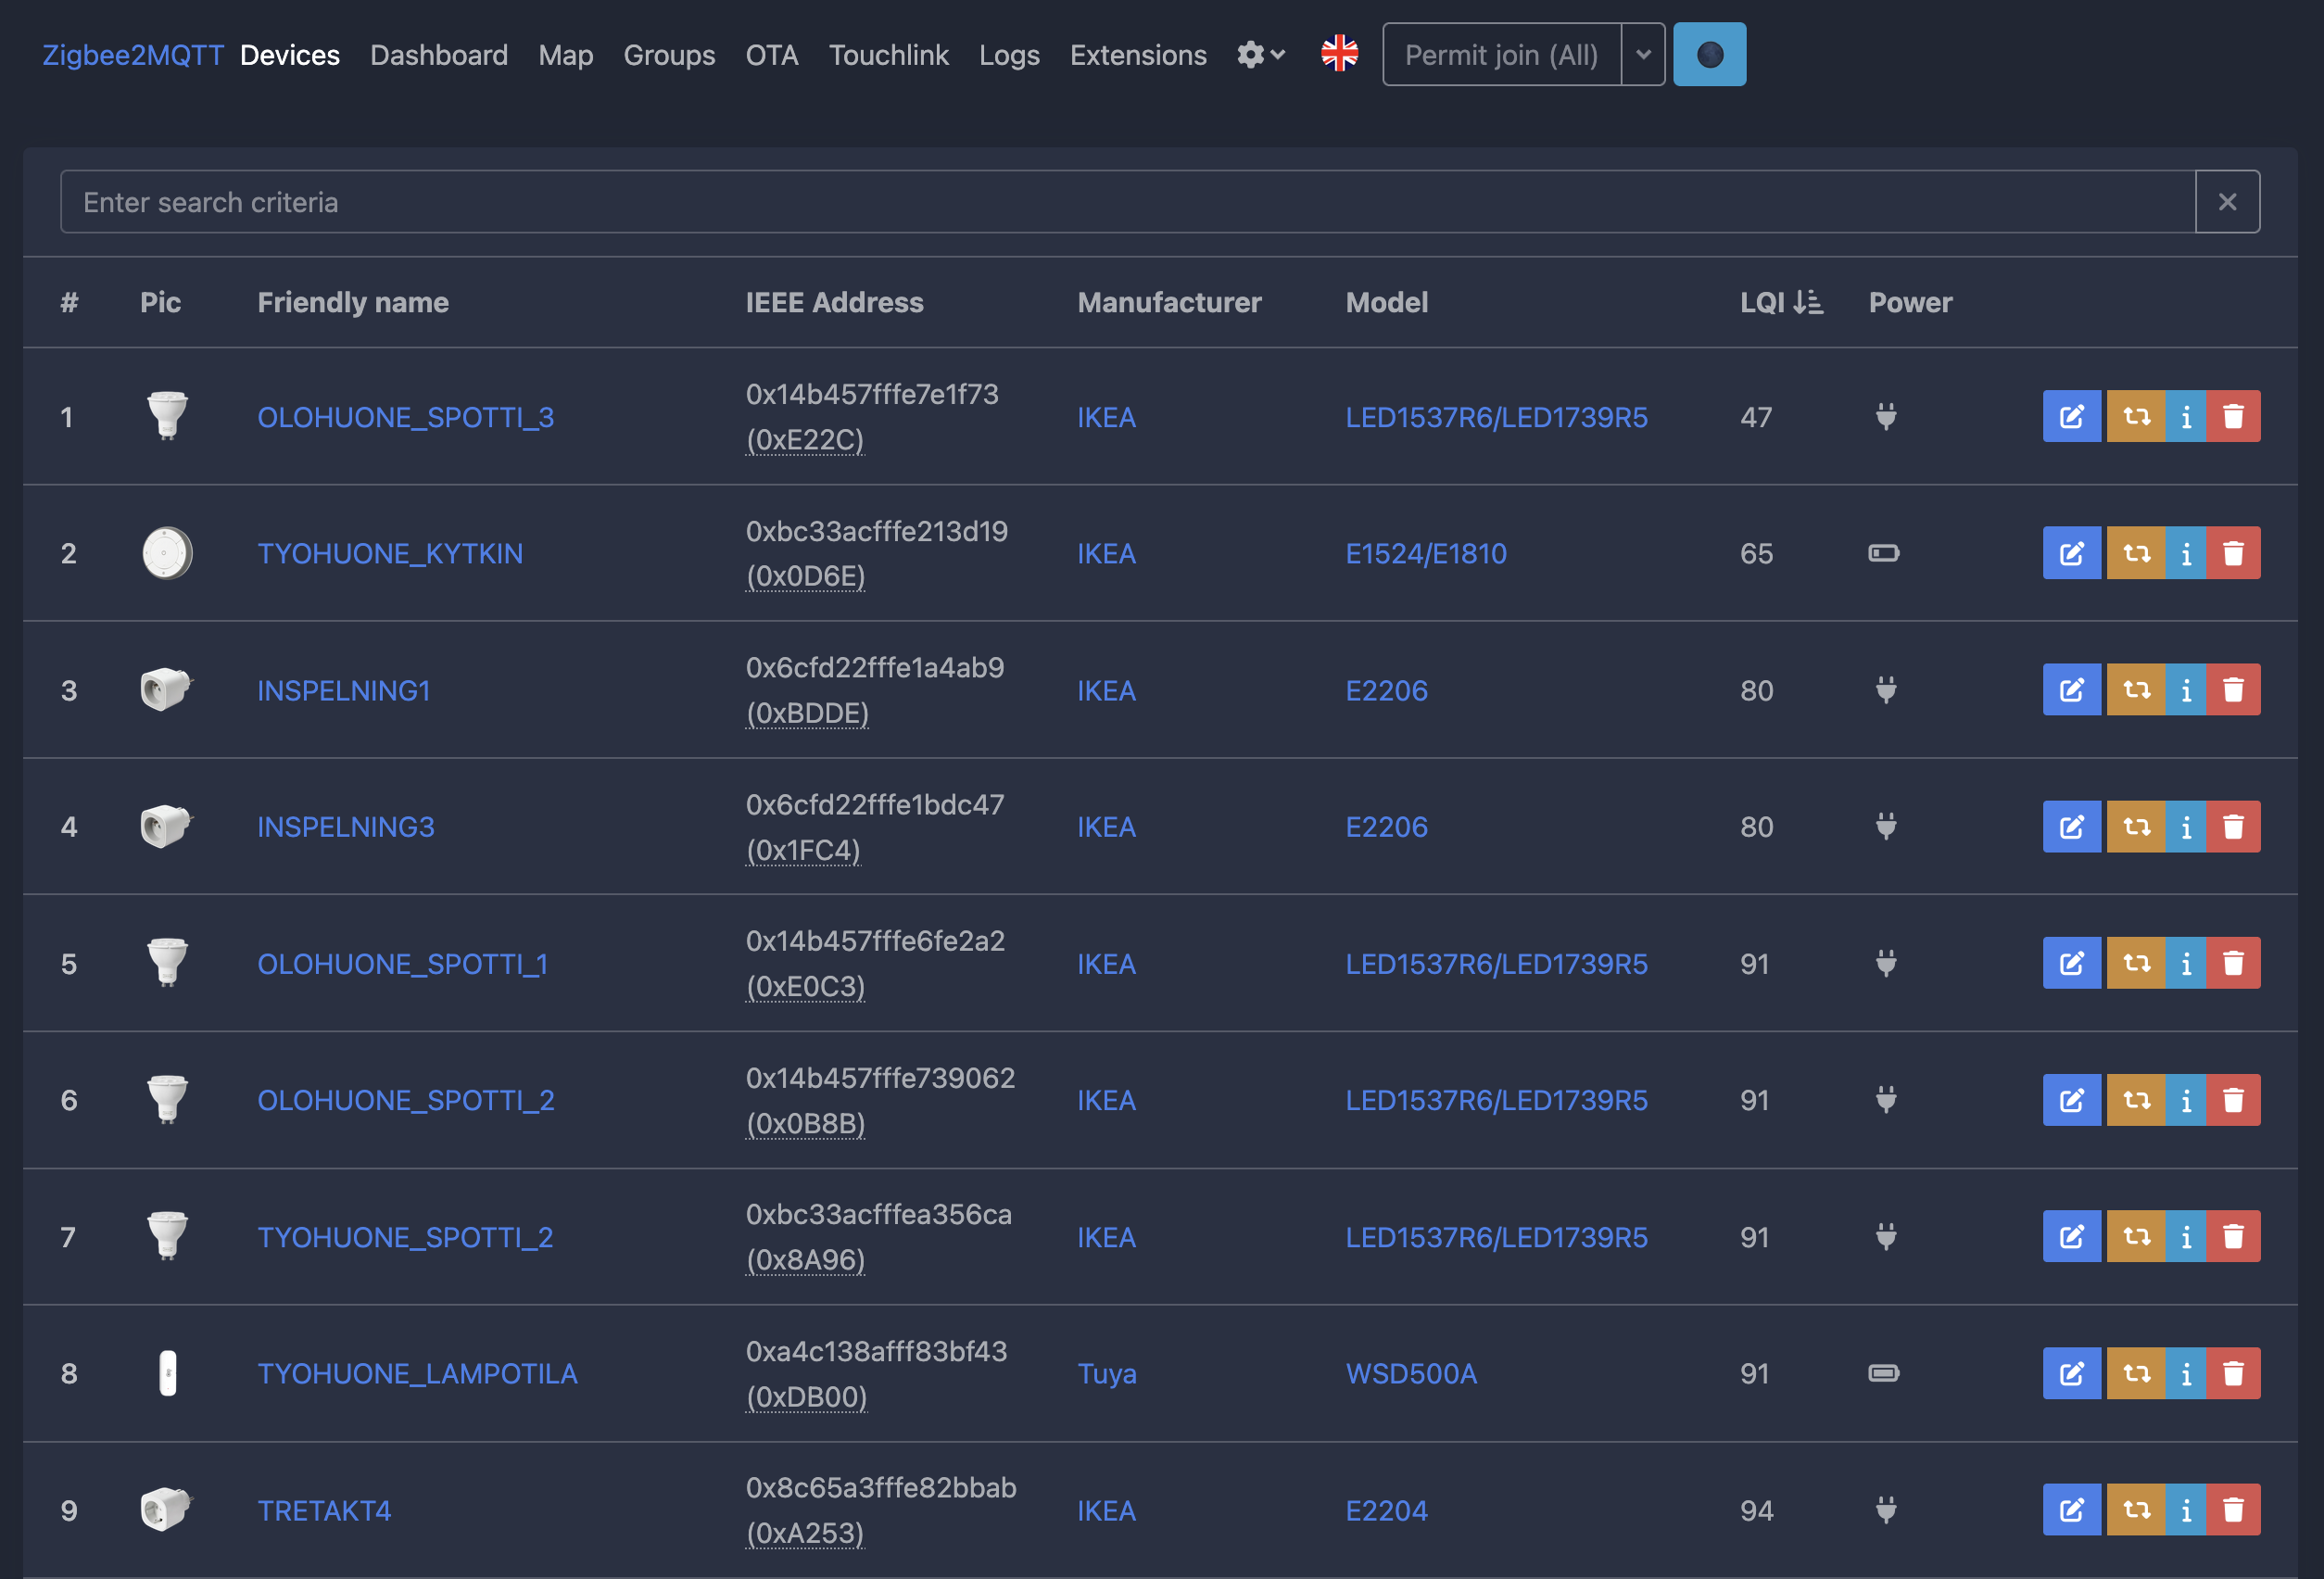 Zigbee2MQTT Devices Dashboard Map Groups OTA Touchlink Logs Extensions Permit join (All)
Enter search criteria
# Pic Friendly name IEEE Address Manufacturer Model LQI Power
1 OLOHUONE_SPOTTI_3 0x14b457fffe7e1f73 (0xE22C) IKEA LED1537R6/LED1739R5 47
2 TYOHUONE_KYTKIN 0xbc33acfffe213d19 (0x0D6E) IKEA E1524/E1810 65
3 INSPELNING1 0x6cfd22fffe1a4ab9 (0xBDDE) IKEA E2206 80
4 INSPELNING3 0x6cfd22fffe1bdc47 (0x1FC4) IKEA E2206 80
5 OLOHUONE_SPOTTI_1 0x14b457fffe6fe2a2 (0xE0C3) IKEA LED1537R6/LED1739R5 91
6 OLOHUONE_SPOTTI_2 0x14b457fffe739062 (0x0B8B) IKEA LED1537R6/LED1739R5 91
7 TYOHUONE_SPOTTI_2 0xbc33acfffea356ca (0x8A96) IKEA LED1537R6/LED1739R5 91
8 TYOHUONE_LAMPOTILA 0xa4c138afff83bf43 (0xDB00) Tuya WSD500A 91
9 TRETAKT4 0x8c65a3fffe82bbab (0xA253) IKEA E2204 94